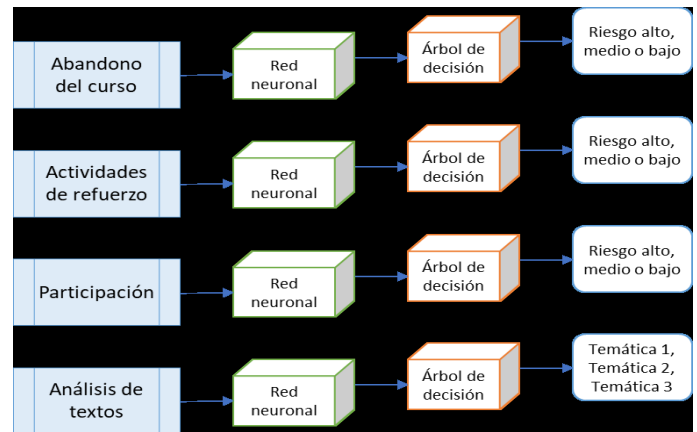 Abandono
del curso
Red
neuronal
Árbol de
decisión
Riesgo alto,
medio o bajo
Actividades
de refuerzo
Red
neuronal
Árbol de
decisión
Riesgo alto,
medio o bajo
Participación
Red
neuronal
Árbol de
decisión
Riesgo alto,
medio o bajo
Análisis de
textos
Red
neuronal
Árbol de
decisión
Temática 1,
Temática 2,
Temática 3